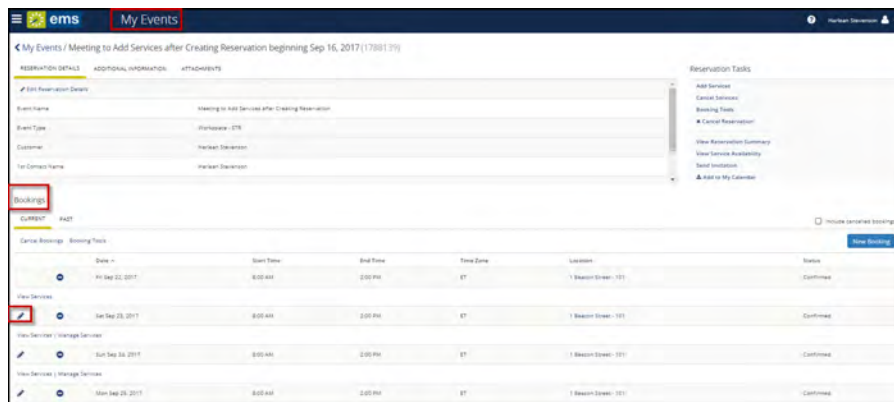 ems My Events Harlean Stevenson
My Events / Meeting to Add Services after Creating Reservation beginning Sep 16, 2017 (1788139)
RESERVATION DETAILS ADDITIONAL INFORMATION ATTACHMENTS
Reservation Tasks
Edit Reservation Details
Add Services
Cancel Services
Event Name Meeting to Add Services after Creating Reservation
Booking Tools
Cancel Reservation
Event Type Workspace - STR
Customer Harlean Stevenson
View Reservation Summary
View Service Availability
1st Contact Name Harlean Stevenson
Send Invitation
Add to My Calendar
Bookings
CURRENT PAST
Include cancelled bookings
Cancel Bookings Booking Tools New Booking
Date Start Time End Time Time Zone Location Status
Fri Sep 22, 2017 8:00 AM 2:00 PM ET 1 Beacon Street - 101 Confirmed
View Services
Sat Sep 23, 2017 8:00 AM 2:00 PM ET 1 Beacon Street - 101 Confirmed
View Services | Manage Services
Sun Sep 24, 2017 8:00 AM 2:00 PM ET 1 Beacon Street - 101 Confirmed
View Services | Manage Services
Mon Sep 25, 2017 8:00 AM 2:00 PM ET 1 Beacon Street - 101 Confirmed